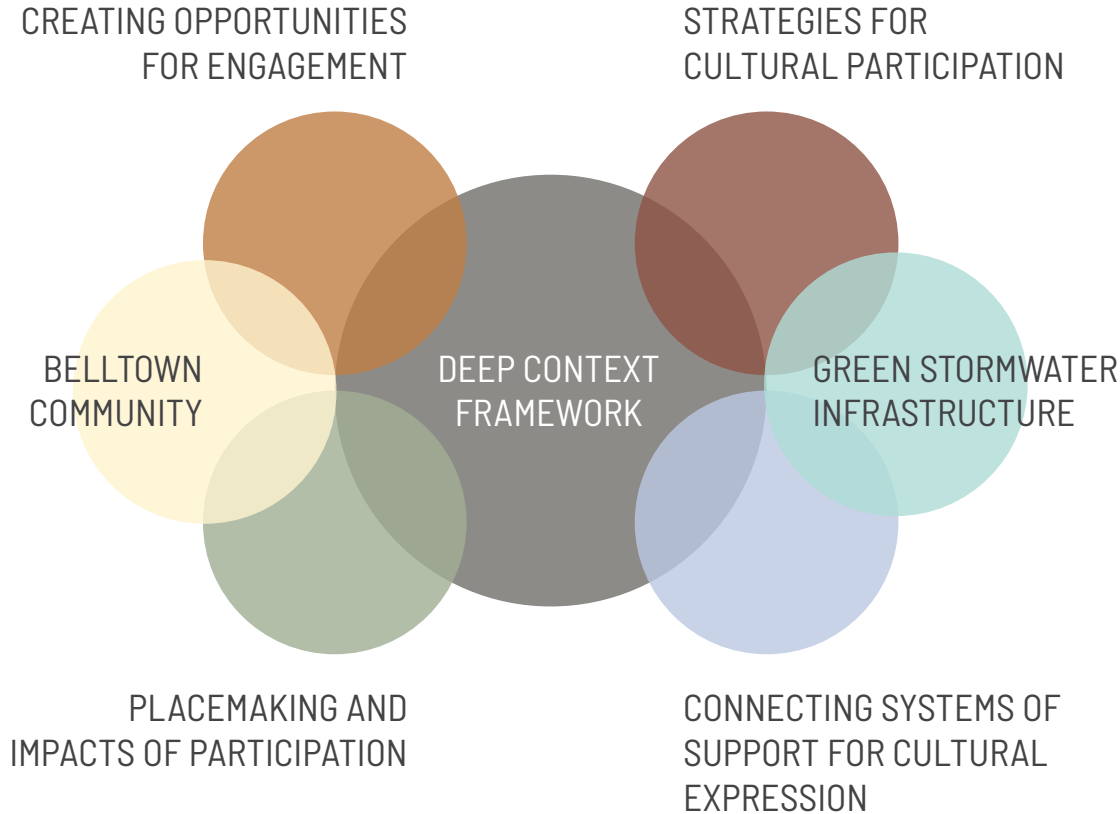 CREATING OPPORTUNITIES
FOR ENGAGEMENT
STRATEGIES FOR
CULTURAL PARTICIPATION
BELLTOWN
COMMUNITY
DEEP CONTEXT
FRAMEWORK
GREEN STORMWATER
INFRASTRUCTURE
PLACEMAKING AND
IMPACTS OF PARTICIPATION
CONNECTING SYSTEMS OF
SUPPORT FOR CULTURAL
EXPRESSION